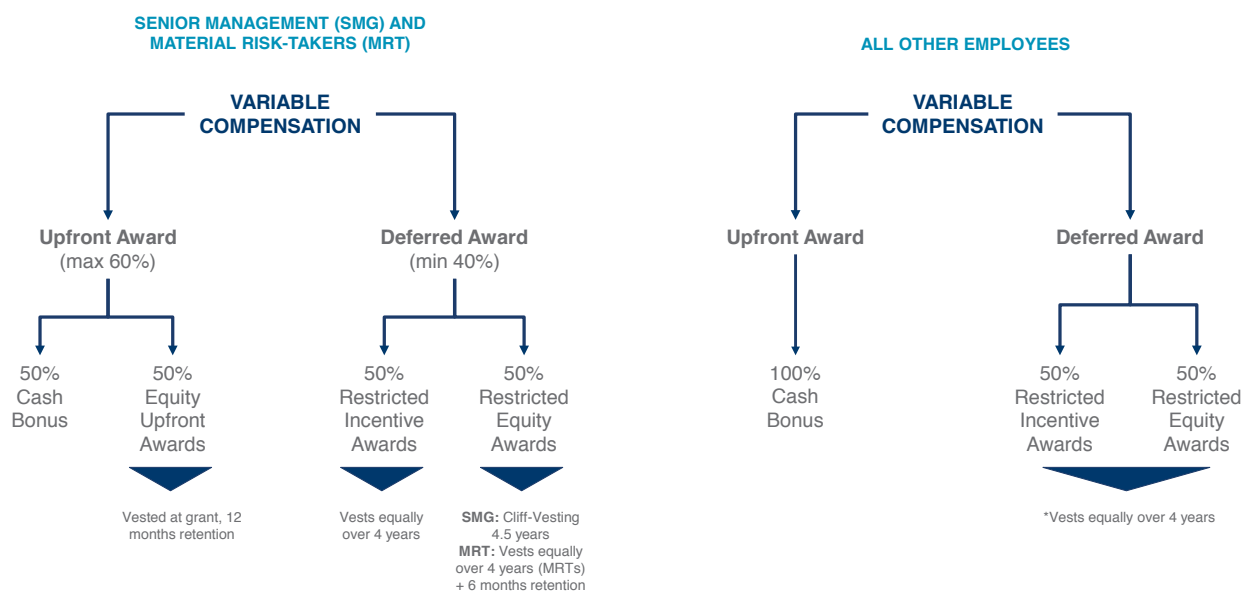 SENIOR MANAGEMENT (SMG) AND
MATERIAL RISK-TAKERS (MRT)
VARIABLE
COMPENSATION
Upfront Award
(max 60%)
Deferred Award
(min 40%)
50%
Cash
Bonus
50%
Equity
Upfront
Awards
50%
Restricted
Incentive
Awards
50%
Restricted
Equity
Awards
Vested at grant, 12
months retention
Vests equally
over 4 years
SMG: Cliff-Vesting
4.5 years
MRT: Vests equally
over 4 years (MRTs)
+ 6 months retention
ALL OTHER EMPLOYEES
VARIABLE
COMPENSATION
Upfront Award
Deferred Award
100%
Cash
Bonus
50%
Restricted
Incentive
Awards
50%
Restricted
Equity
Awards
*Vests equally over 4 years